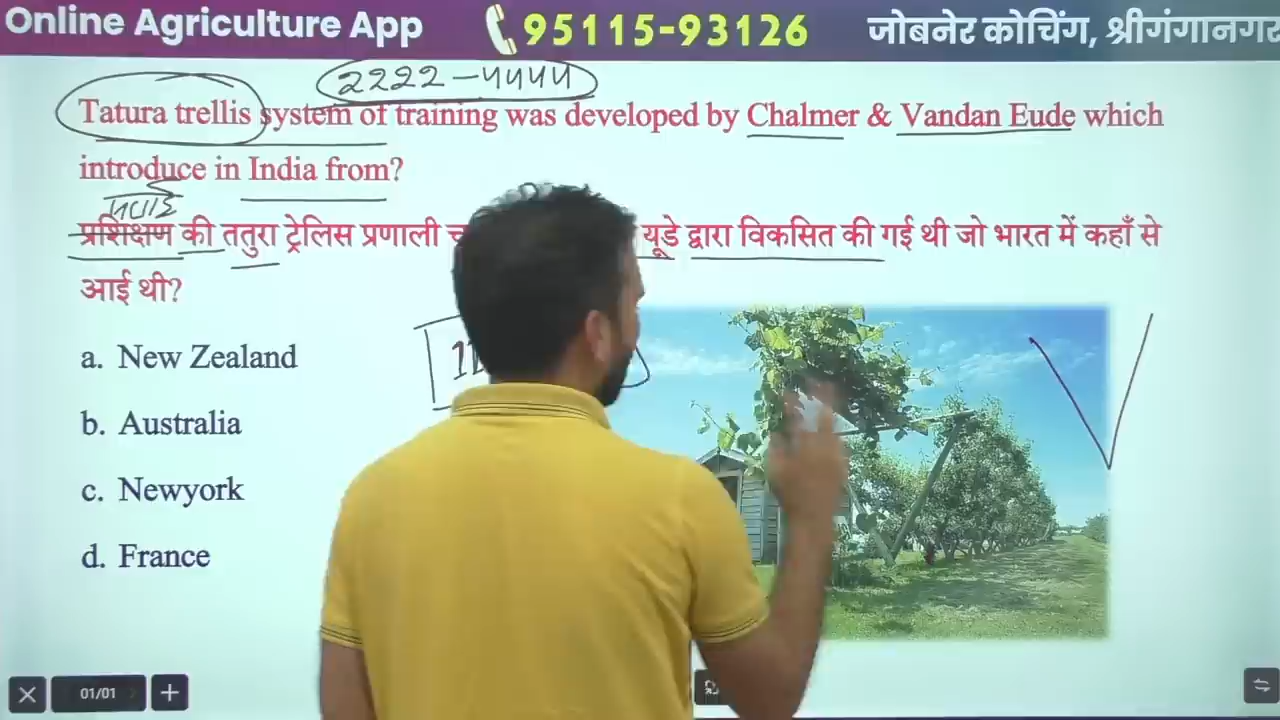 Online Agriculture App 95115-93126 जोबनेर कोचिंग, श्रीगंगानगर
2222-
Tatura trellis system of training was developed by Chalmer & Vandan Eude which
introduce in India from?
प्रशिक्षण की ततुरा ट्रेलिस प्रणाली यूडे द्वारा विकसित की गई थी जो भारत में कहाँ से
आई थी?
a. New Zealand
b. Australia
c. Newyork
d. France
01/01